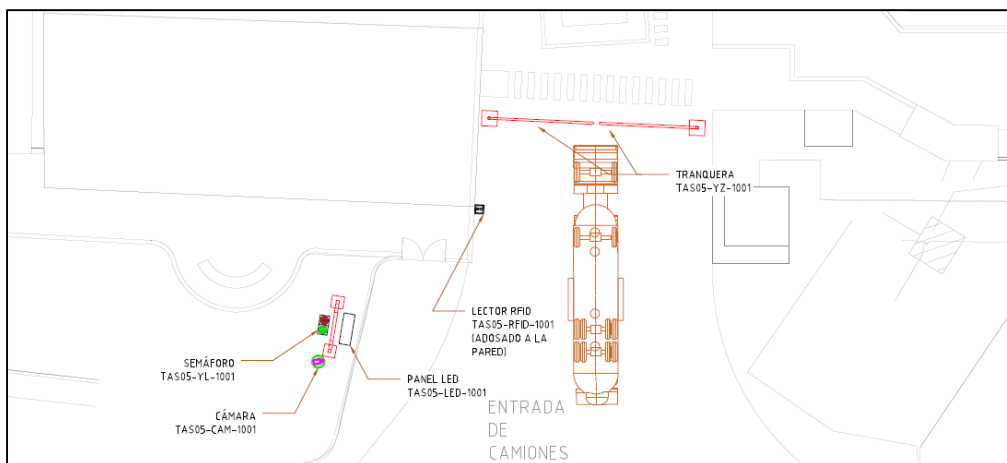 TRANQUERA
TAS05-YZ-1001
LECTOR RFID
TAS05-RFID-1001
(ADOSADO A LA
PARED)
SEMÁFORO
TAS05-YL-1001
PANEL LED
TAS05-LED-1001
CÁMARA
TAS05-CAM-1001
ENTRADA
DE
CAMIONES